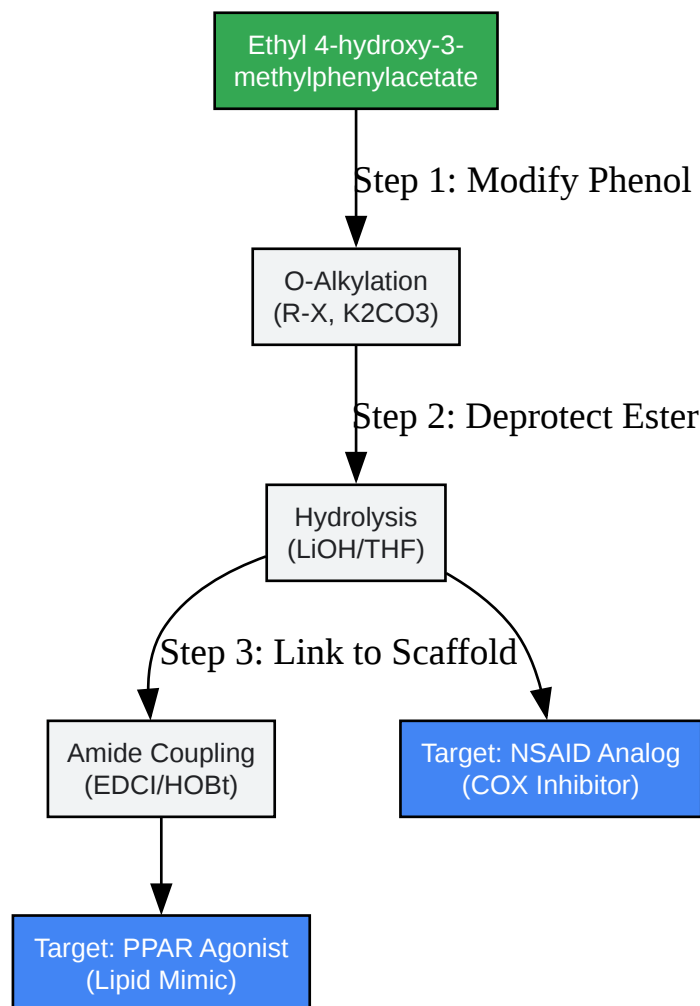 Ethyl 4-hydroxy-3-
methylphenylacetate
Step 1: Modify Phenol
O-Alkylation
(R-X, K2CO3)
Step 2: Deprotect Ester
Hydrolysis
(LiOH/THF)
Step 3: Link to Scaffold
Amide Coupling
(EDCI/HOBt)
Target: NSAID Analog
(COX Inhibitor)
Target: PPAR Agonist
(Lipid Mimic)